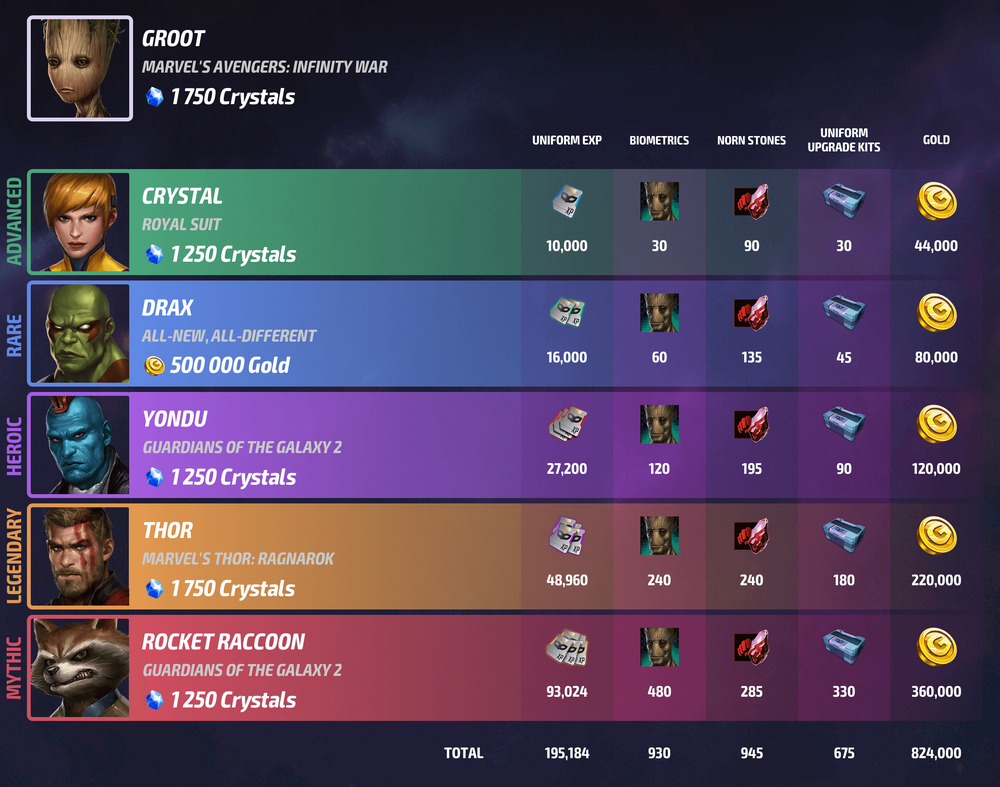 GROOT
MARVEL'S AVENGERS: INFINITY WAR
1 750 Crystals
UNIFORM EXP BIOMETRICS NORN STONES UNIFORM UPGRADE KITS GOLD
ADVANCED
CRYSTAL
ROYAL SUIT
1 250 Crystals
10,000 30 90 30 44,000
RARE
DRAX
ALL-NEW, ALL-DIFFERENT
500 000 Gold
16,000 60 135 45 80,000
HEROIC
YONDU
GUARDIANS OF THE GALAXY 2
1 250 Crystals
27,200 120 195 90 120,000
LEGENDARY
THOR
MARVEL'S THOR: RAGNAROK
1 750 Crystals
48,960 240 240 180 220,000
MYTHIC
ROCKET RACCOON
GUARDIANS OF THE GALAXY 2
1 250 Crystals
93,024 480 285 330 360,000
TOTAL 195,184 930 945 675 824,000